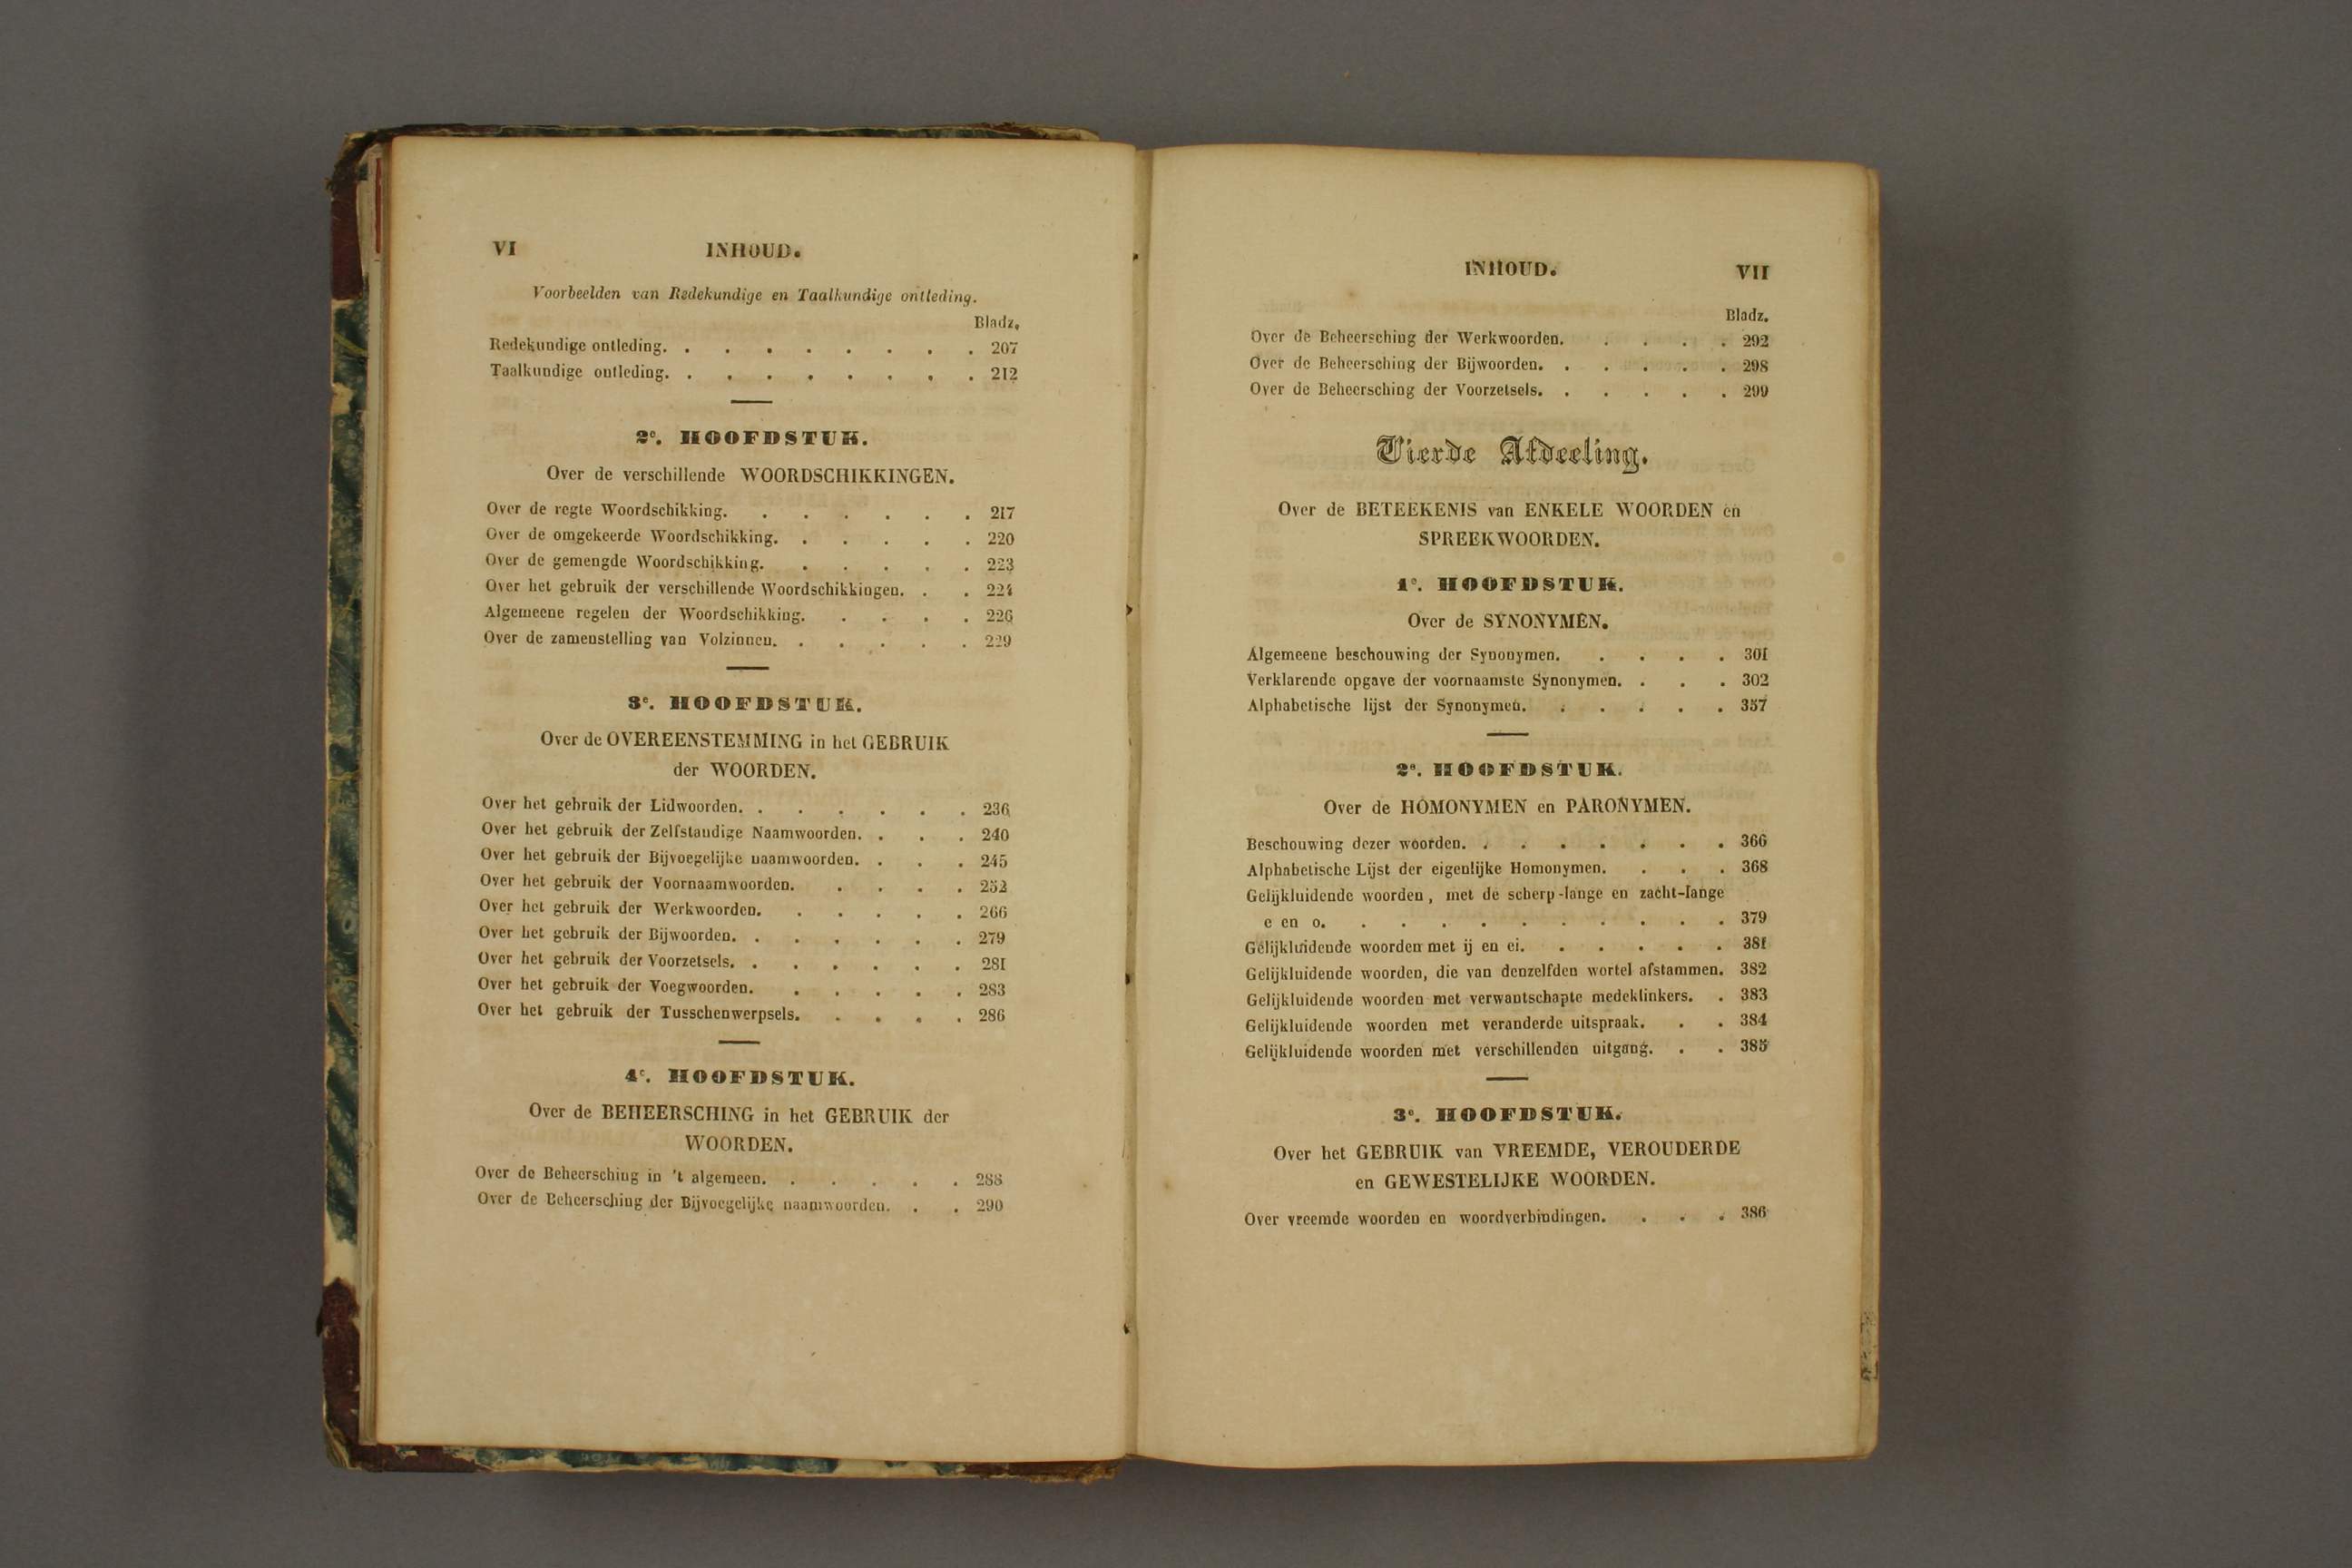 VI INHOUD.
Voorbeelden van Redekundige en Taalkundige ontleding.
Bladz.
Redekundige ontleding. . . . . . . . . 207
Taalkundige ontleding. . . . . . . . . 212
2e. HOOFDSTUK.
Over de verschillende WOORDSCHIKKINGEN.
Over de regte Woordschikking. . . . . . . 217
Over de omgekeerde Woordschikking. . . . . . 220
Over de gemengde Woordschikking. . . . . . 223
Over het gebruik der verschillende Woordschikkingen. . . 224
Algemeene regelen der Woordschikking. . . . . 226
Over de zamenstelling van Volzinnen. . . . . . 229
3e. HOOFDSTUK.
Over de OVEREENSTEMMING in het GEBRUIK
der WOORDEN.
Over het gebruik der Lidwoorden. . . . . . . 236
Over het gebruik der Zelfstandige Naamwoorden. . . . 240
Over het gebruik der Bijvoegelijke naamwoorden. . . . 245
Over het gebruik der Voornaamwoorden. . . . . 252
Over het gebruik der Werkwoorden. . . . . . 266
Over het gebruik der Bijwoorden. . . . . . . 279
Over het gebruik der Voorzetsels. . . . . . . 281
Over het gebruik der Voegwoorden. . . . . . 283
Over het gebruik der Tusschenwerpsels. . . . . 286
4e. HOOFDSTUK.
Over de BEHEERSCHING in het GEBRUIK der
WOORDEN.
Over de Beheersching in 't algemeen. . . . . . 288
Over de Beheersching der Bijvoegelijke naamwoorden. . . 290
INHOUD. VII
Bladz.
Over de Beheersching der Werkwoorden. . . . . 292
Over de Beheersching der Bijwoorden. . . . . . 298
Over de Beheersching der Voorzetsels. . . . . . 299
Vierde Afdeeling.
Over de BETEEKENIS van ENKELE WOORDEN en
SPREEKWOORDEN.
1e. HOOFDSTUK.
Over de SYNONYMEN.
Algemeene beschouwing der Synonymen. . . . . 301
Verklarende opgave der voornaamste Synonymen. . . . 302
Alphabetische lijst der Synonymen. . . . . . 357
2e. HOOFDSTUK.
Over de HOMONYMEN en PARONYMEN.
Beschouwing dezer woorden. . . . . . . . 366
Alphabetische Lijst der eigenlijke Homonymen. . . . 368
Gelijkluidende woorden, met de scherp-lange en zacht-lange
e en o. . . . . . . . . . . 379
Gelijkluidende woorden met ij en ei. . . . . . 381
Gelijkluidende woorden, die van denzelfden wortel afstammen. 382
Gelijkluidende woorden met verwantschapte medeklinkers. . 383
Gelijkluidende woorden met veranderde uitspraak. . . 384
Gelijkluidende woorden met verschillenden uitgang. . . 385
3e. HOOFDSTUK.
Over het GEBRUIK van VREEMDE, VEROUDERDE
en GEWESTELIJKE WOORDEN.
Over vreemde woorden en woordverbindingen. . . . 386